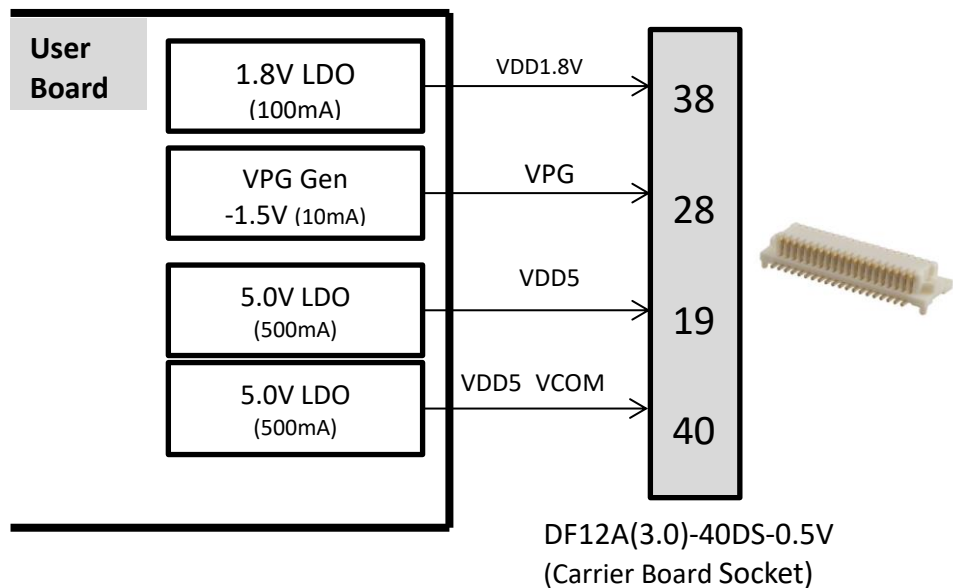 User
Board
1.8V LDO
(100mA)
VDD1.8V
38
VPG Gen
-1.5V (10mA)
VPG
28
5.0V LDO
(500mA)
VDD5
19
5.0V LDO
(500mA)
VDD5 VCOM
40
DF12A(3.0)-40DS-0.5V
(Carrier Board Socket)